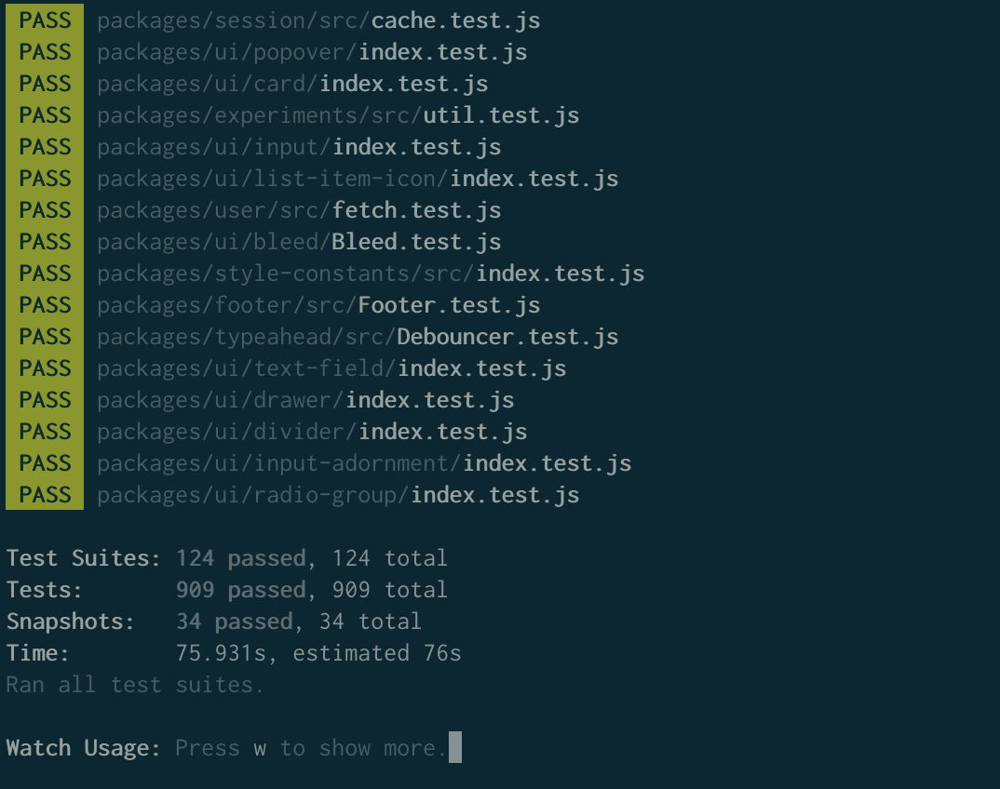 PASS packages/session/src/cache.test.js
PASS packages/ui/popover/index.test.js
PASS packages/ui/card/index.test.js
PASS packages/experiments/src/util.test.js
PASS packages/ui/input/index.test.js
PASS packages/ui/list-item-icon/index.test.js
PASS packages/user/src/fetch.test.js
PASS packages/ui/bleed/Bleed.test.js
PASS packages/style-constants/src/index.test.js
PASS packages/footer/src/Footer.test.js
PASS packages/typeahead/src/Debouncer.test.js
PASS packages/ui/text-field/index.test.js
PASS packages/ui/drawer/index.test.js
PASS packages/ui/divider/index.test.js
PASS packages/ui/input-adornment/index.test.js
PASS packages/ui/radio-group/index.test.js
Test Suites: 124 passed, 124 total
Tests: 909 passed, 909 total
Snapshots: 34 passed, 34 total
Time: 75.931s, estimated 76s
Ran all test suites.
Watch Usage: Press w to show more.